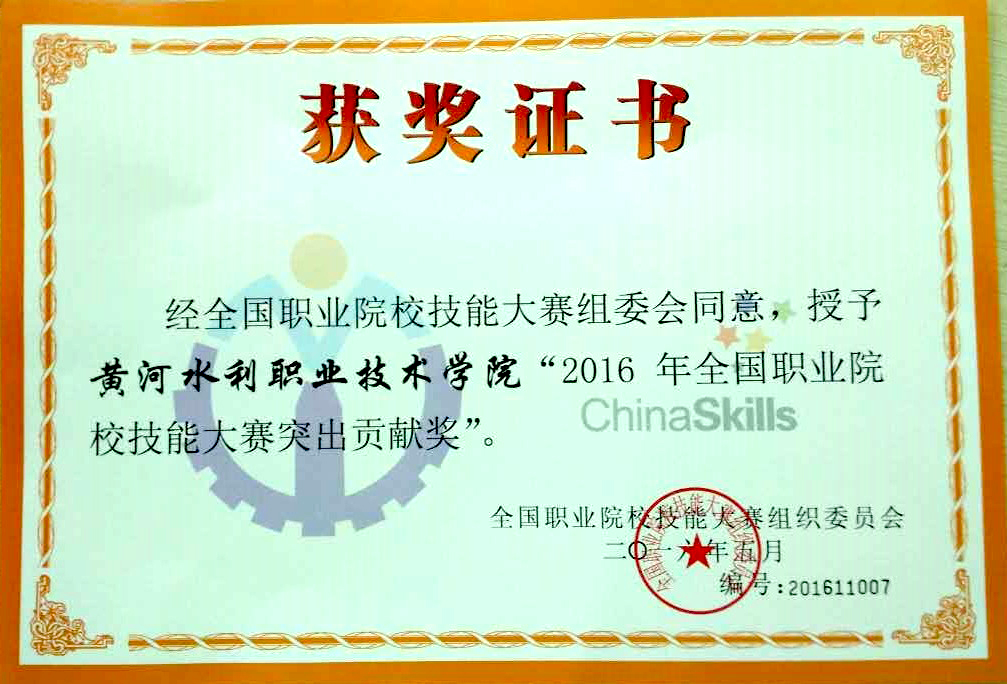 获奖证书
经全国职业院校技能大赛组委会同意，授予
黄河水利职业技术学院“2016 年全国职业院
校技能大赛突出贡献奖”。
ChinaSkills
全国职业院校技能大赛组织委员会
二〇一六年五月
编号:201611007